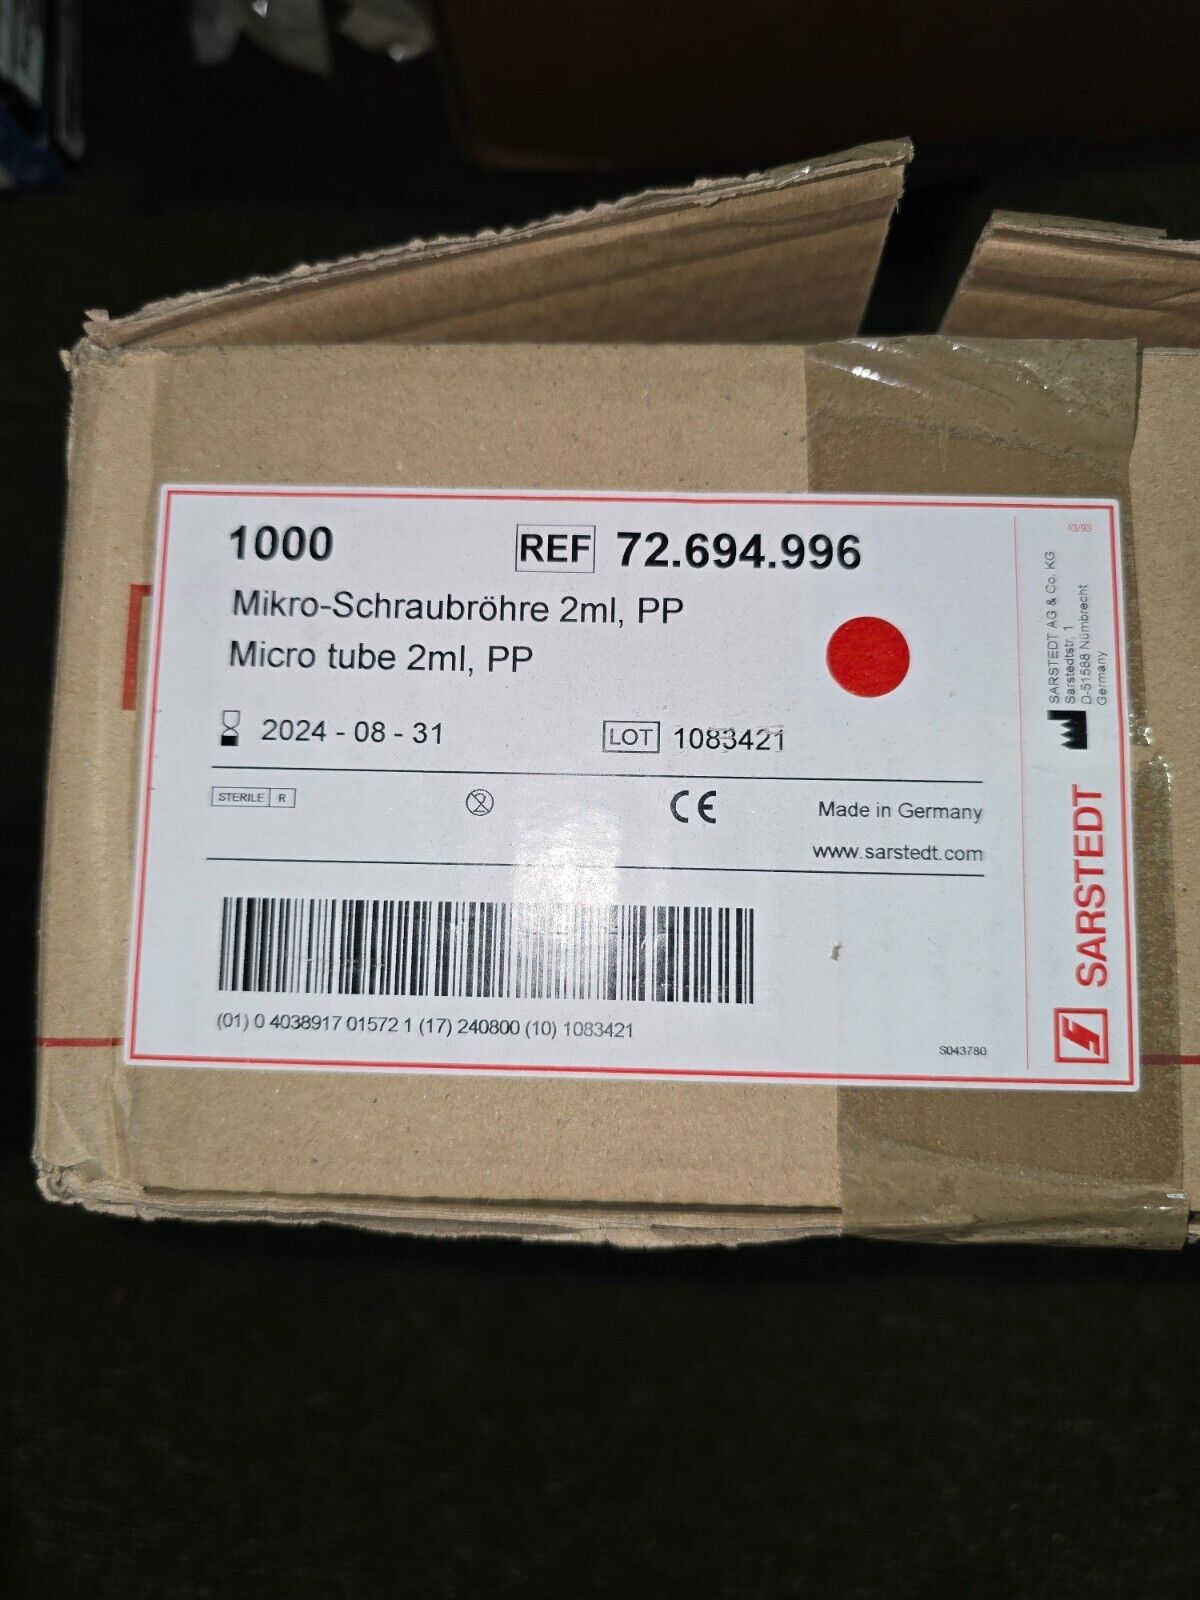 1000
REF 72.694.996
Mikro-Schraubröhre 2ml, PP
Micro tube 2ml, PP
2024 - 08 - 31
LOT 1083421
STERILE R
2
CE
Made in Germany
www.sarstedt.com
(01) 0 4038917 01572 1 (17) 240800 (10) 1083421
S043780
43/93
SARSTEDT AG & Co. KG
Sarstedtstr. 1
D-51588 Nümbrecht
Germany
SARSTEDT